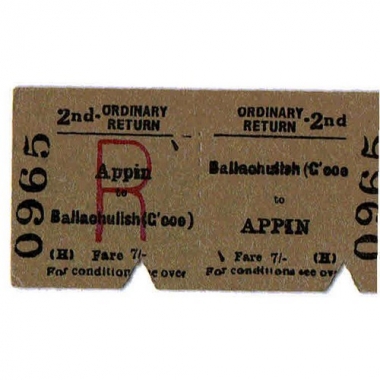 0965
2nd- ORDINARY RETURN
R
Appin
to
Ballachulish (G'coe)
(H) Fare 7/-
For conditions see over
ORDINARY RETURN -2nd
Ballachulish (G'coe
to
APPIN
Fare 7/- (H)
For conditions see over
0965